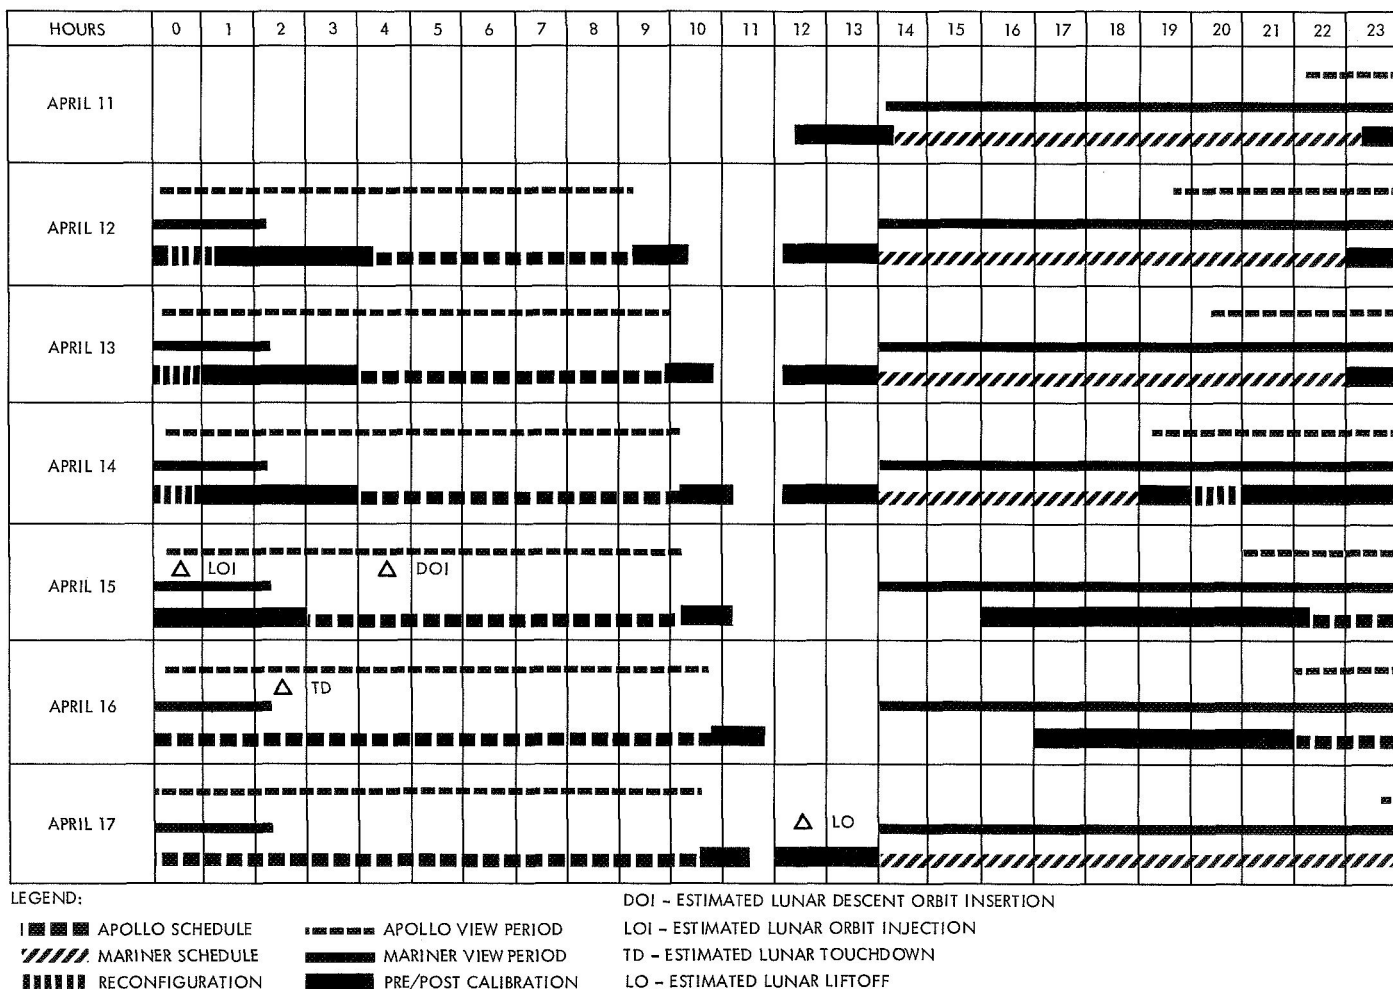 HOURS 0 1 2 3 4 5 6 7 8 9 10 11 12 13 14 15 16 17 18 19 20 21 22 23
APRIL 11
APRIL 12
APRIL 13
APRIL 14
LOI DOI
APRIL 15
TD
APRIL 16
LO
APRIL 17
LEGEND:
APOLLO SCHEDULE
MARINER SCHEDULE
RECONFIGURATION
APOLLO VIEW PERIOD
MARINER VIEW PERIOD
PRE/POST CALIBRATION
DOI - ESTIMATED LUNAR DESCENT ORBIT INSERTION
LOI - ESTIMATED LUNAR ORBIT INJECTION
TD - ESTIMATED LUNAR TOUCHDOWN
LO - ESTIMATED LUNAR LIFTOFF